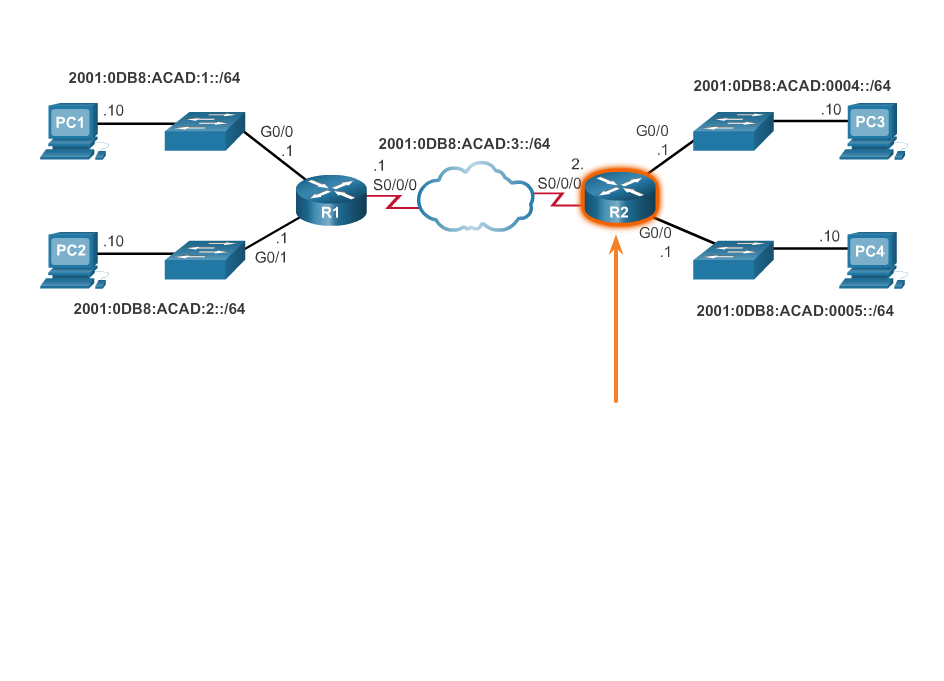 2001:0DB8:ACAD:1::/64
PC1
.10
G0/0
.1
2001:0DB8:ACAD:3::/64
.1
S0/0/0
R1
.1
G0/1
PC2
.10
2001:0DB8:ACAD:2::/64
2001:0DB8:ACAD:0004::/64
.10
PC3
G0/0
.1
2.
S0/0/0
R2
G0/0
.1
.10
PC4
2001:0DB8:ACAD:0005::/64